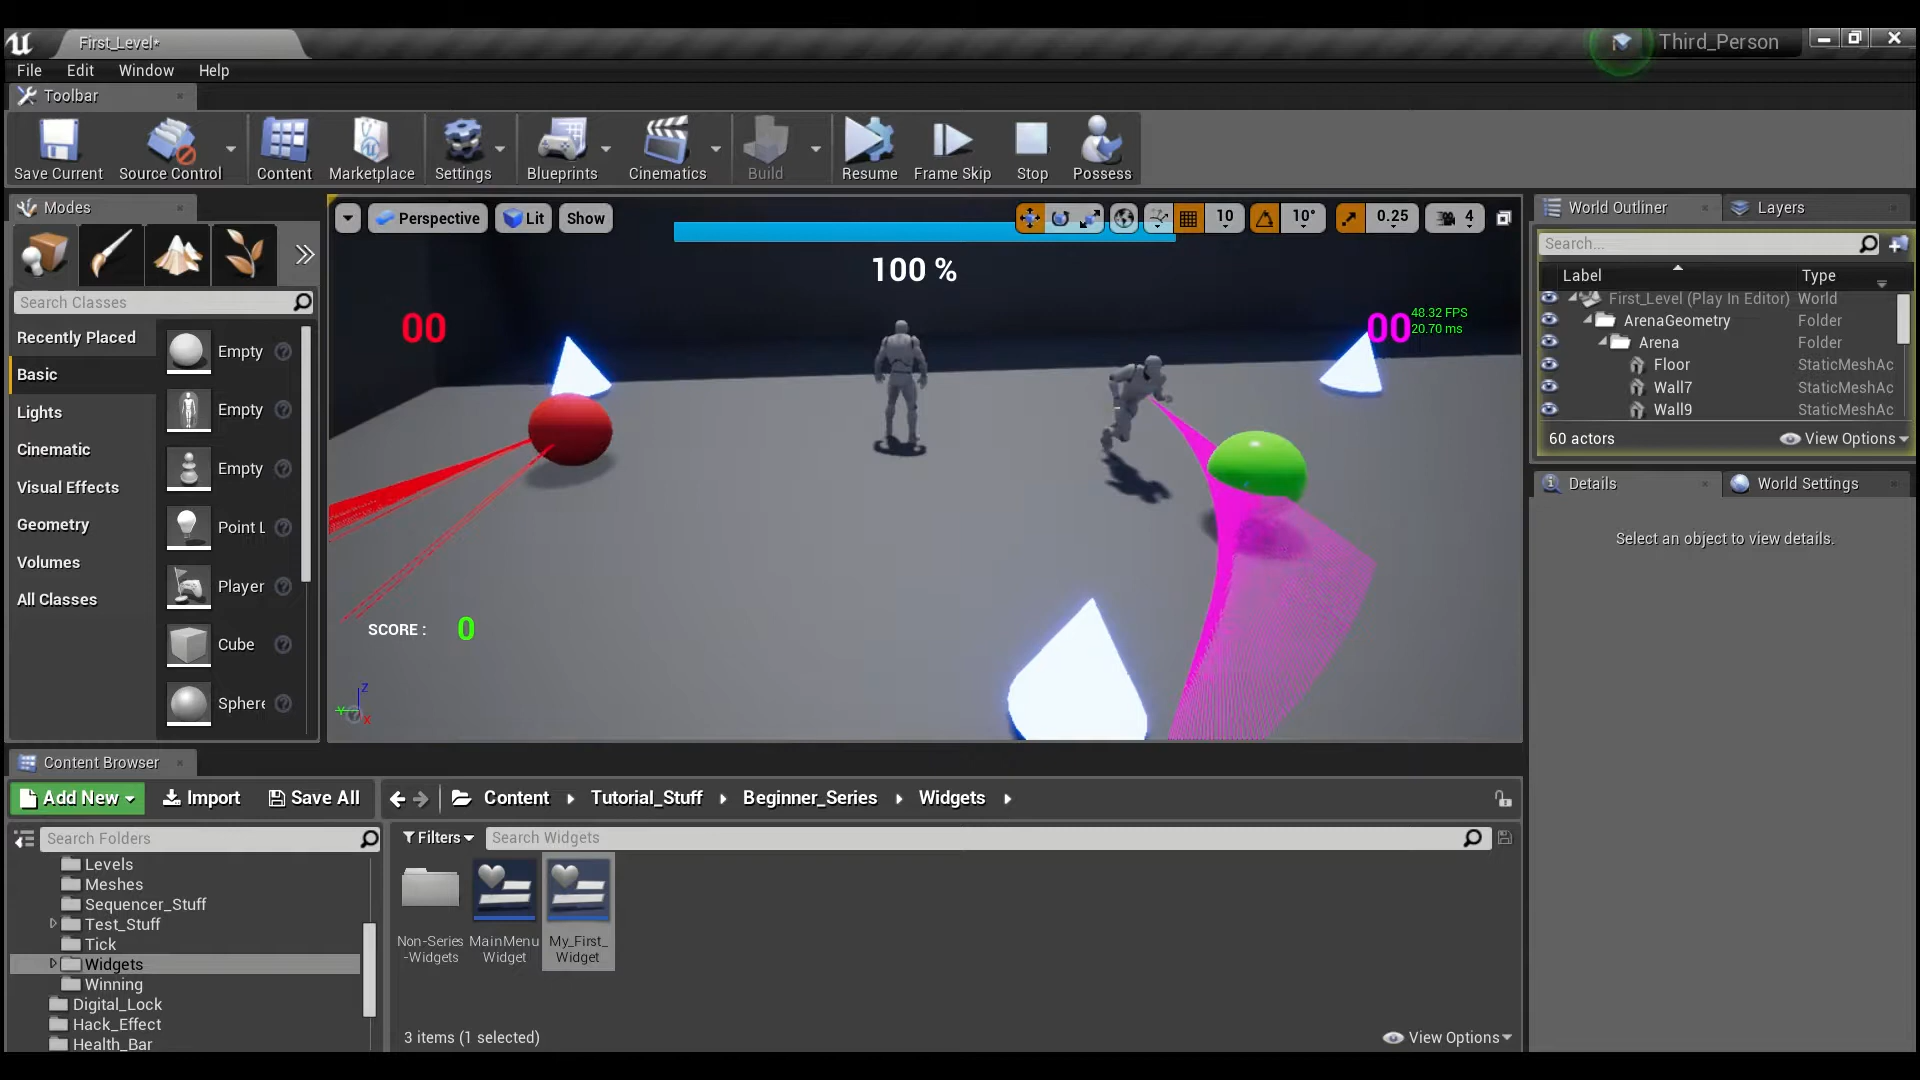 First_Level*
Third_Person
File Edit Window Help
Toolbar
Save Current Source Control Content Marketplace Settings Blueprints Cinematics Build Resume Frame Skip Stop Possess
Modes
Search Classes
Recently Placed
Basic
Lights
Cinematic
Visual Effects
Geometry
Volumes
All Classes
Empty
Empty
Empty
Point L
Player
Cube
Sphere
Perspective Lit Show
10 10° 0.25 4
100 %
00
00
48.32 FPS
20.70 ms
SCORE : 0
Z
Y
X
World Outliner Layers
Search...
Label Type
First_Level (Play In Editor) World
ArenaGeometry Folder
Arena Folder
Floor StaticMeshAc
Wall7 StaticMeshAc
Wall9 StaticMeshAc
60 actors View Options
Details World Settings
Select an object to view details.
Content Browser
Add New Import Save All Content Tutorial_Stuff Beginner_Series Widgets
Search Folders
Filters Search Widgets
Levels
Meshes
Sequencer_Stuff
Test_Stuff
Tick
Widgets
Winning
Digital_Lock
Hack_Effect
Health_Bar
Non-Series
-Widgets
MainMenu
Widget
My_First_
Widget
3 items (1 selected) View Options